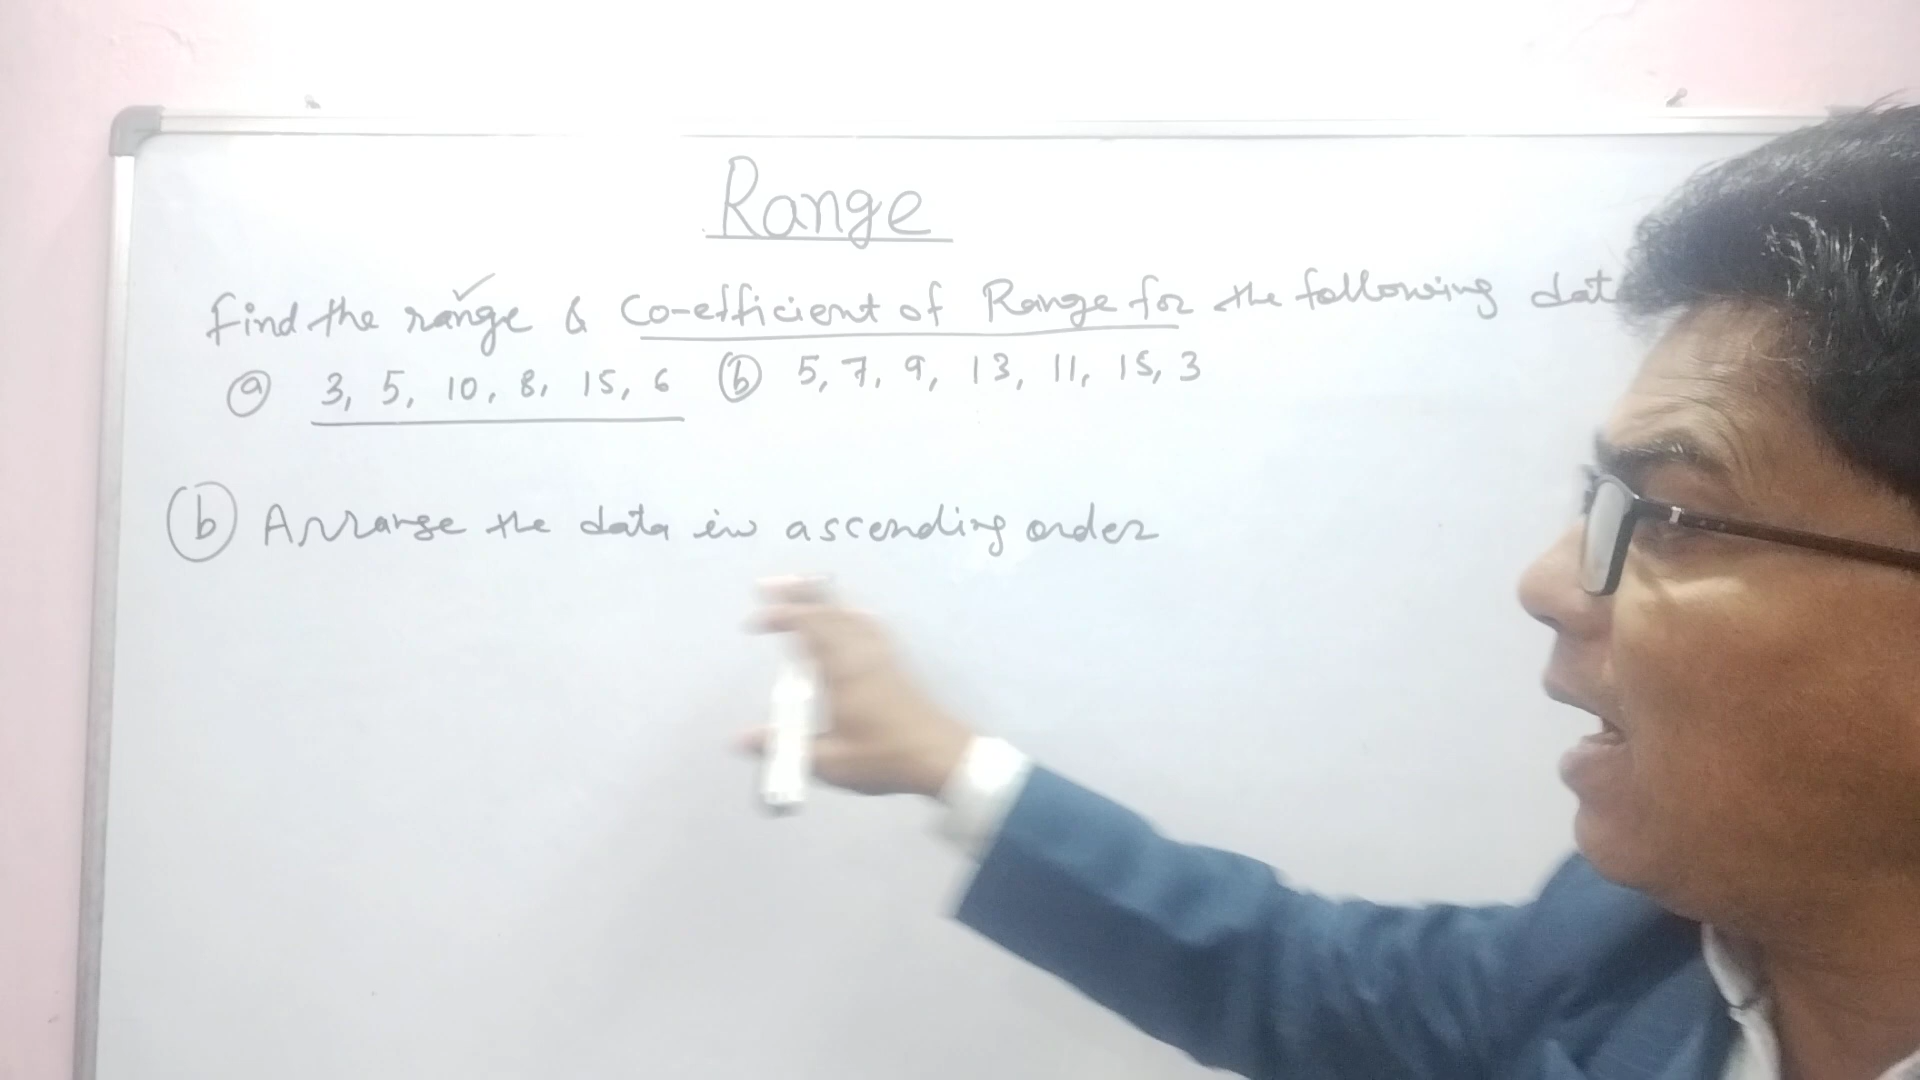 Range
Find the range & Co-efficient of Range for the following
ⓐ 3, 5, 10, 8, 15, 6 ⓑ 5, 7, 9, 13, 11, 15, 3
ⓑ Arrange the data in ascending order